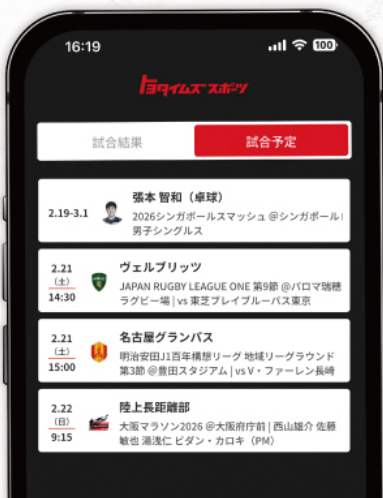 16:19
100
トヨタイムズ スポーツ
試合結果
試合予定
2.19-3.1
張本 智和（卓球）
2026シンガポールスマッシュ @シンガポール|
男子シングルス
2.21
（土）
14:30
ヴェルブリッツ
JAPAN RUGBY LEAGUE ONE 第9節 @パロマ瑞穂
ラグビー場 | vs 東芝ブレイブルーパス東京
2.21
（土）
15:00
名古屋グランパス
明治安田J1百年構想リーグ 地域リーグラウンド
第3節 @豊田スタジアム | vs V・ファーレン長崎
2.22
（日）
9:15
陸上長距離部
大阪マラソン2026 @大阪府庁前 | 西山雄介 佐藤
敏也 湯浅仁 ビダン・カロキ（PM）